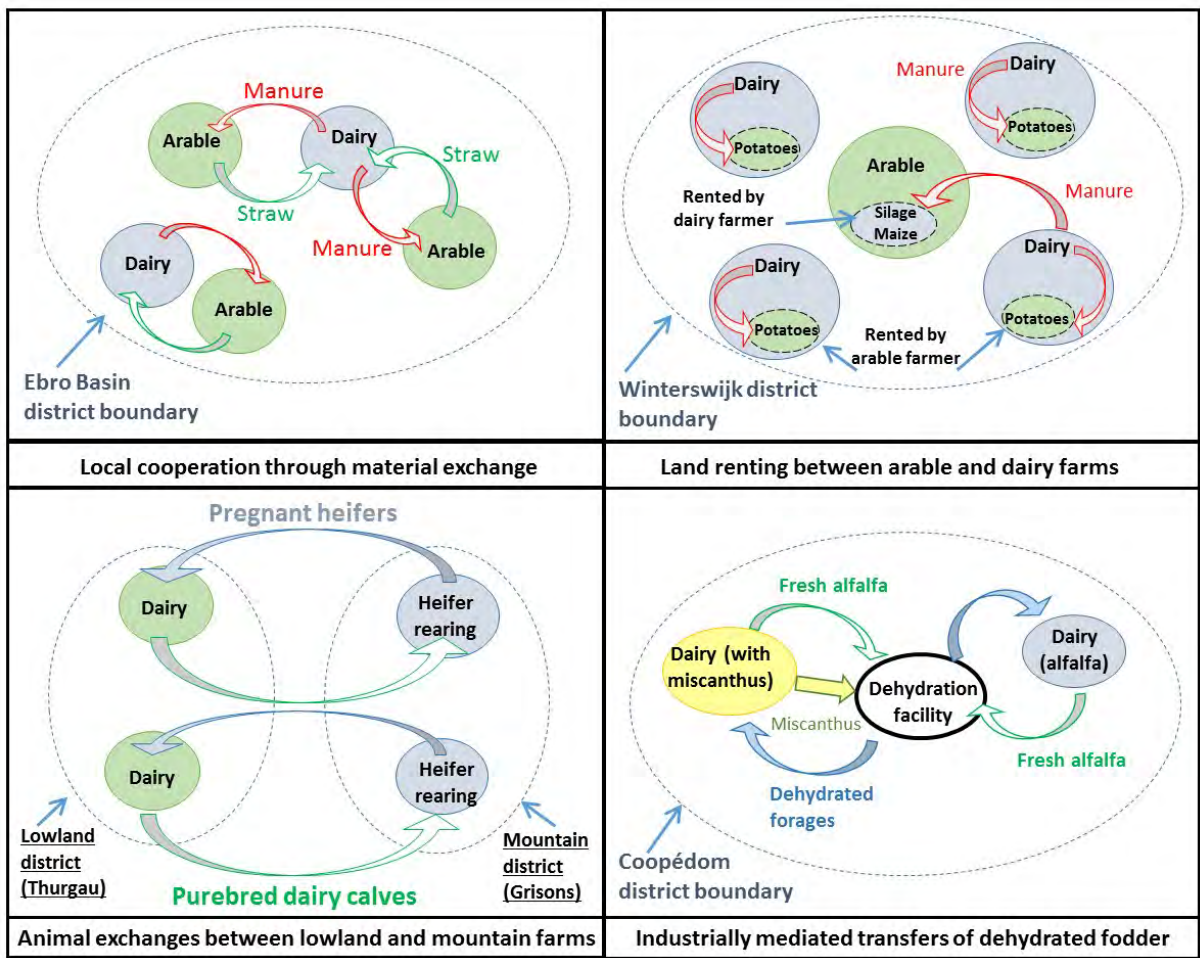 Manure
Arable
Dairy
Straw
Straw
Manure
Arable
Dairy
Arable
Ebro Basin
district boundary
Local cooperation through material exchange
Dairy
Potatoes
Manure
Dairy
Potatoes
Arable
Rented by
dairy farmer
Silage
Maize
Manure
Dairy
Potatoes
Dairy
Potatoes
Rented by
arable farmer
Winterswijk district
boundary
Land renting between arable and dairy farms
Pregnant heifers
Dairy
Heifer
rearing
Dairy
Heifer
rearing
Lowland
district
(Thurgau)
Mountain
district
(Grisons)
Purebred dairy calves
Animal exchanges between lowland and mountain farms
Fresh alfalfa
Dairy (with
miscanthus)
Miscanthus
Dehydration
facility
Dairy
(alfalfa)
Fresh alfalfa
Dehydrated
forages
Coopédom
district boundary
Industrially mediated transfers of dehydrated fodder